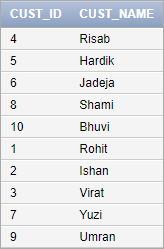 CUST_ID CUST_NAME
4 Risab
5 Hardik
6 Jadeja
8 Shami
10 Bhuvi
1 Rohit
2 Ishan
3 Virat
7 Yuzi
9 Umran